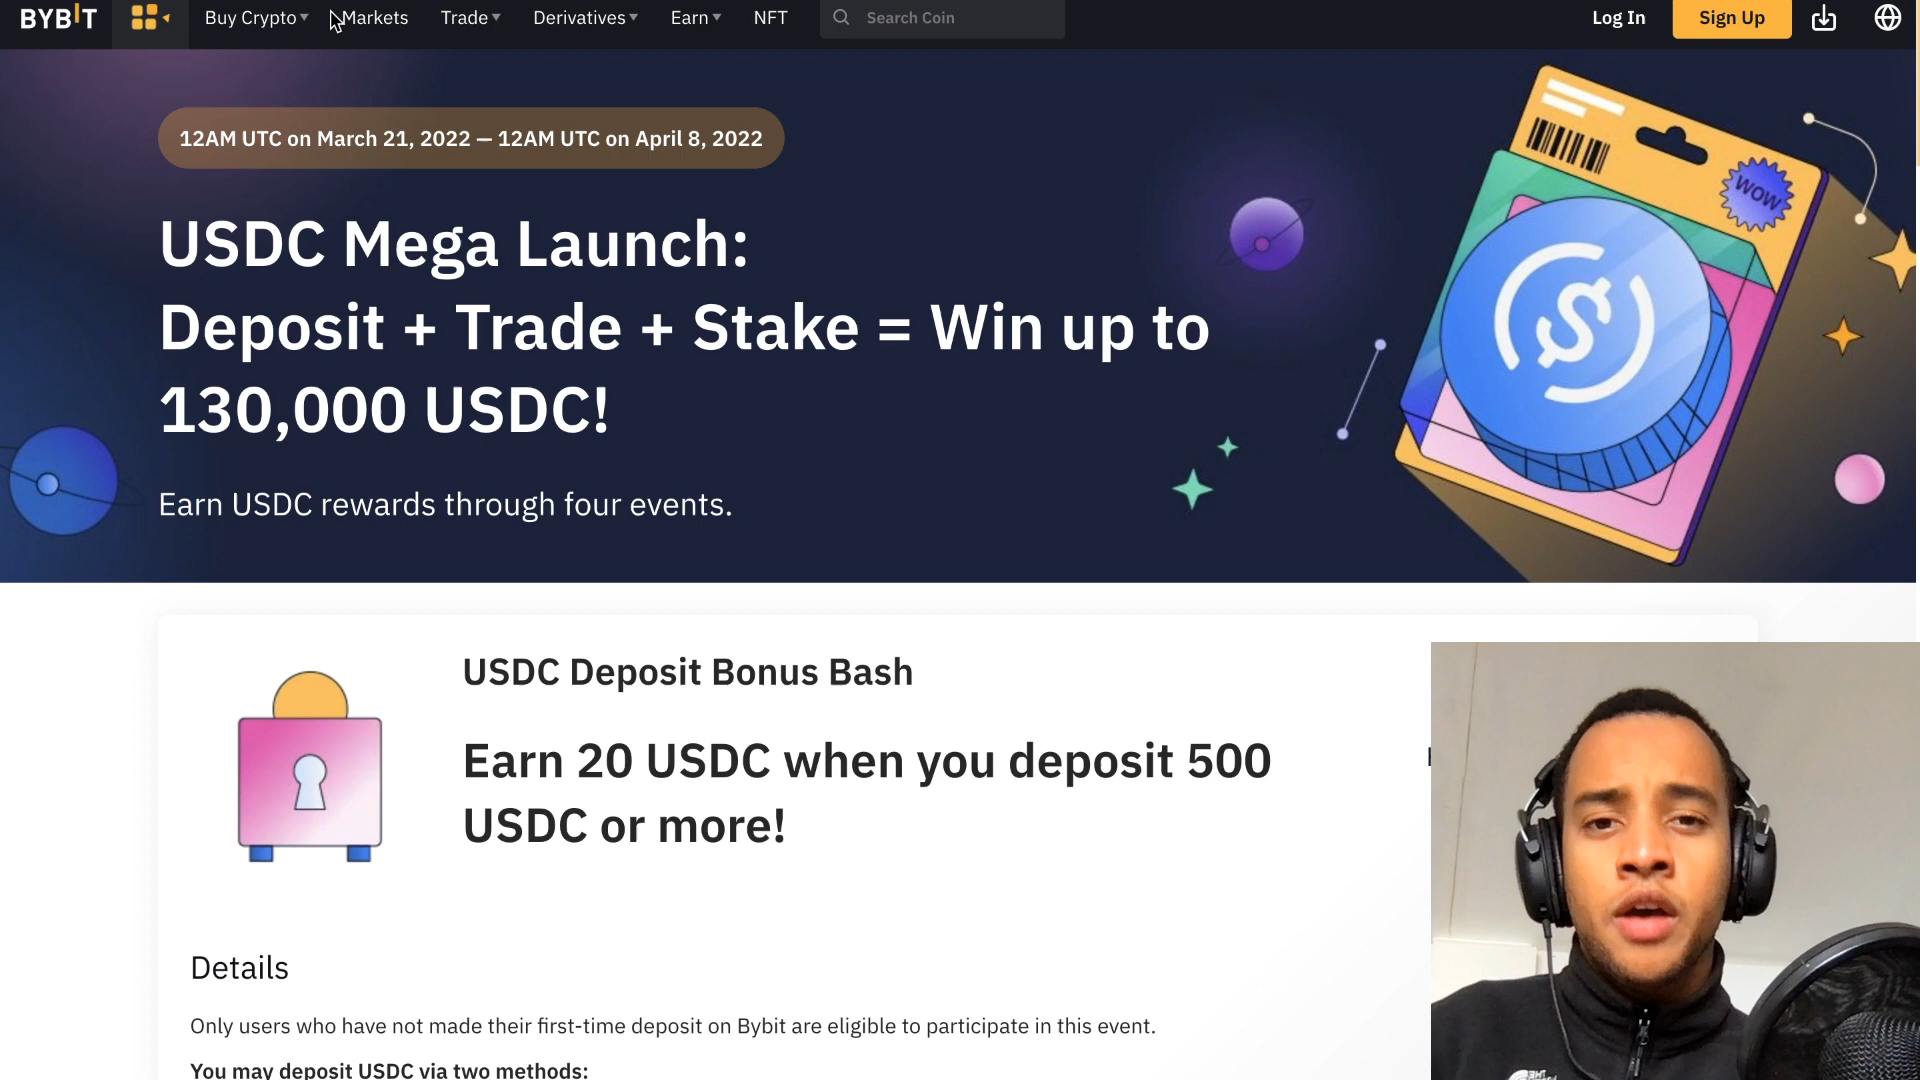 BYBIT
Buy Crypto Markets Trade Derivatives Earn NFT Search Coin Log In Sign Up
12AM UTC on March 21, 2022 — 12AM UTC on April 8, 2022
WOW
USDC Mega Launch:
Deposit + Trade + Stake = Win up to
130,000 USDC!
Earn USDC rewards through four events.
USDC Deposit Bonus Bash
Earn 20 USDC when you deposit 500
USDC or more!
Details
Only users who have not made their first-time deposit on Bybit are eligible to participate in this event.
You may deposit USDC via two methods: